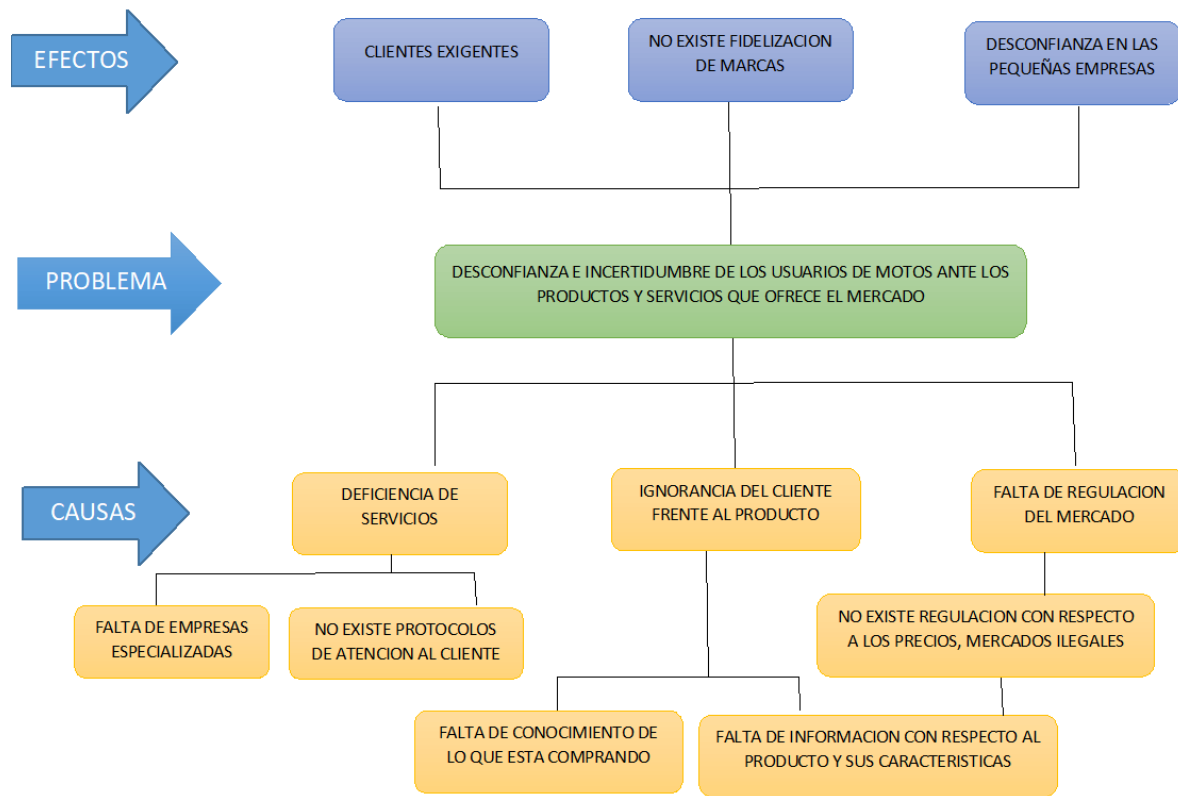 EFECTOS
CLIENTES EXIGENTES
NO EXISTE FIDELIZACION
DE MARCAS
DESCONFIANZA EN LAS
PEQUEÑAS EMPRESAS
PROBLEMA
DESCONFIANZA E INCERTIDUMBRE DE LOS USUARIOS DE MOTOS ANTE LOS
PRODUCTOS Y SERVICIOS QUE OFRECE EL MERCADO
CAUSAS
DEFICIENCIA DE
SERVICIOS
IGNORANCIA DEL CLIENTE
FRENTE AL PRODUCTO
FALTA DE REGULACION
DEL MERCADO
FALTA DE EMPRESAS
ESPECIALIZADAS
NO EXISTE PROTOCOLOS
DE ATENCION AL CLIENTE
NO EXISTE REGULACION CON RESPECTO
A LOS PRECIOS, MERCADOS ILEGALES
FALTA DE CONOCIMIENTO DE
LO QUE ESTA COMPRANDO
FALTA DE INFORMACION CON RESPECTO AL
PRODUCTO Y SUS CARACTERISTICAS